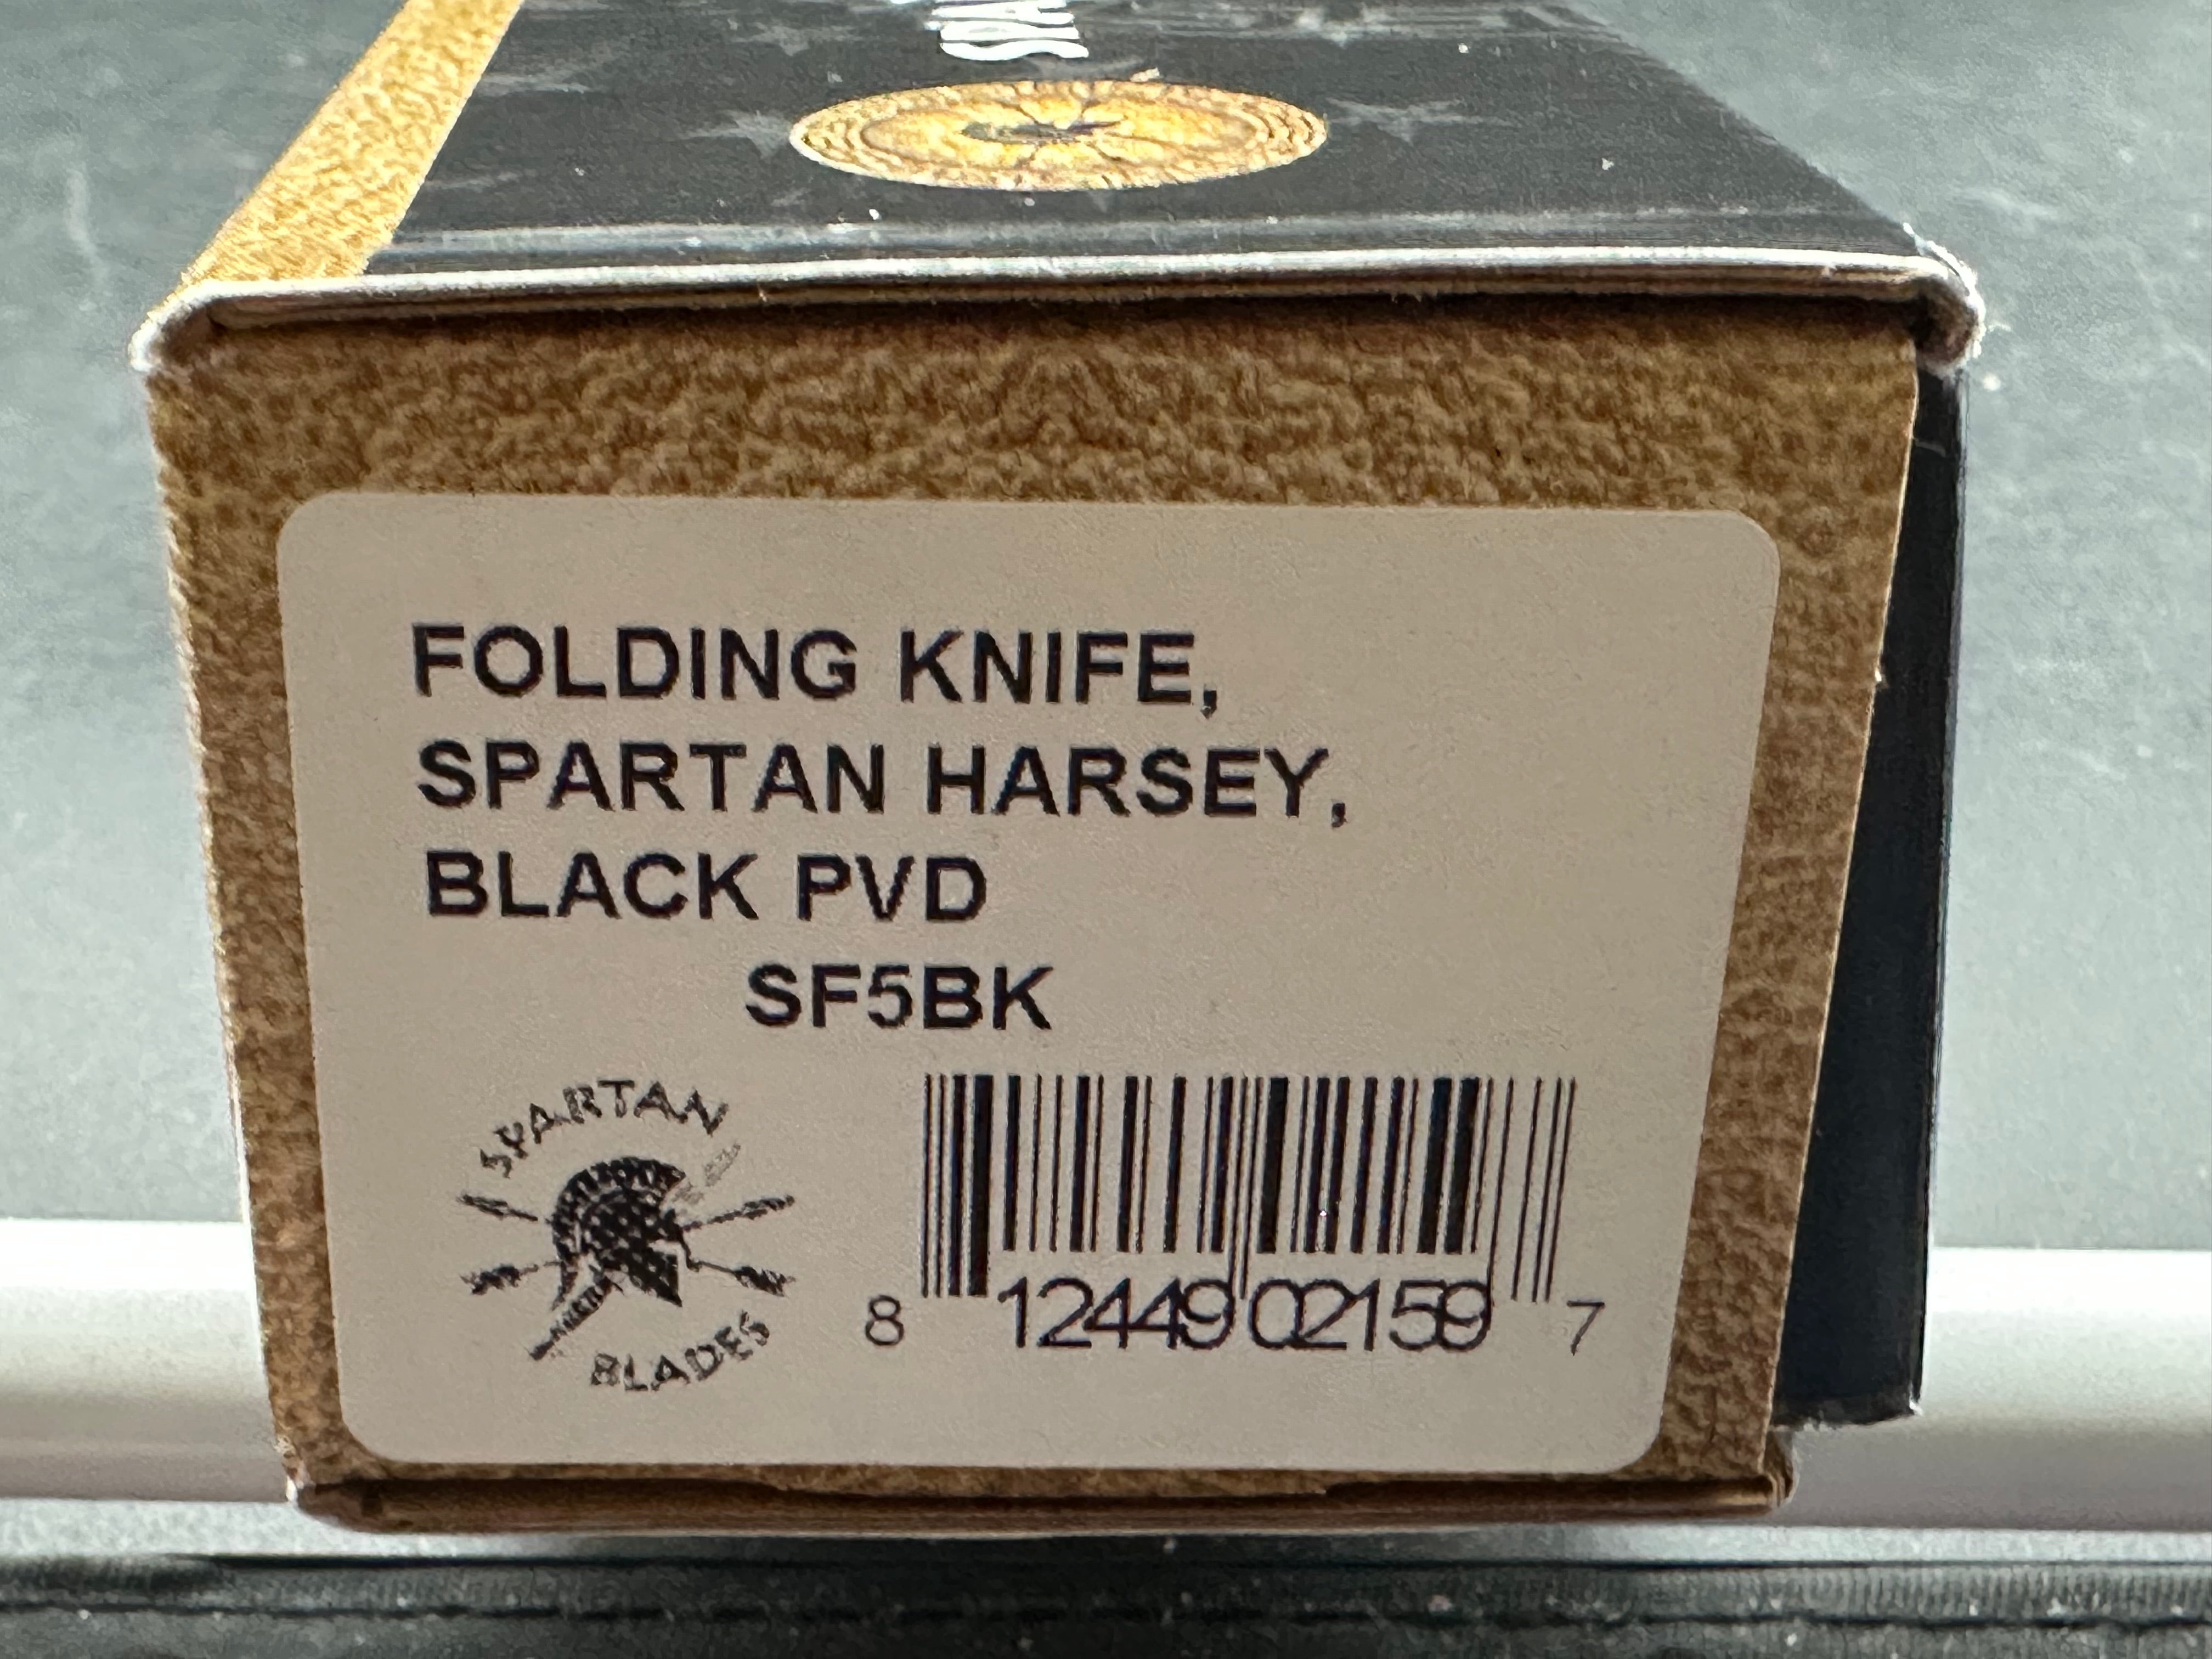 FOLDING KNIFE,
SPARTAN HARSEY,
BLACK PVD
SF5BK
SPARTAN
BLADES
8 12449 02159 7